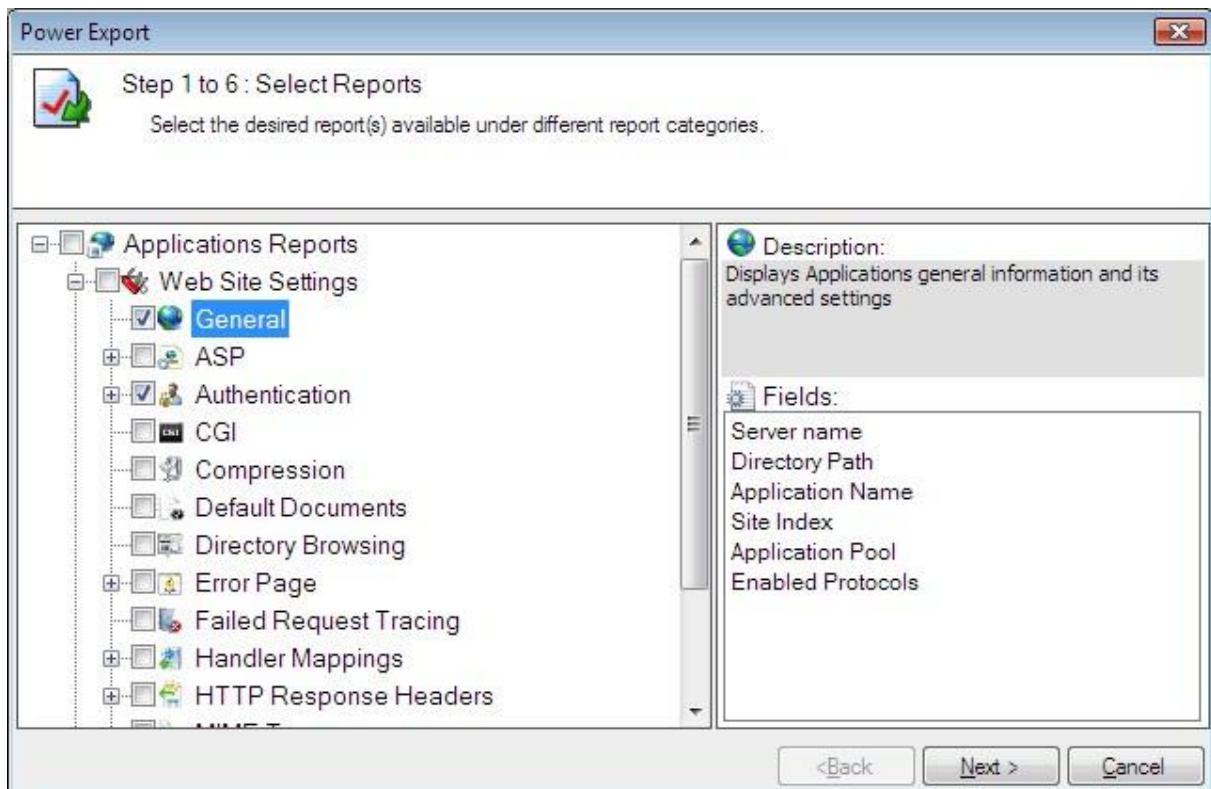 Power Export
Step 1 to 6 : Select Reports
Select the desired report(s) available under different report categories.
Applications Reports
Web Site Settings
General
ASP
Authentication
CGI
Compression
Default Documents
Directory Browsing
Error Page
Failed Request Tracing
Handler Mappings
HTTP Response Headers
Description:
Displays Applications general information and its
advanced settings
Fields:
Server name
Directory Path
Application Name
Site Index
Application Pool
Enabled Protocols
<Back
Next >
Cancel